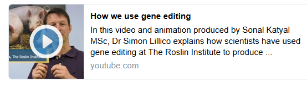 How we use gene editing
In this video and animation produced by Sonal Katyal
MSc, Dr Simon Lillico explains how scientists have used
gene editing at The Roslin Institute to produce ...
youtube.com